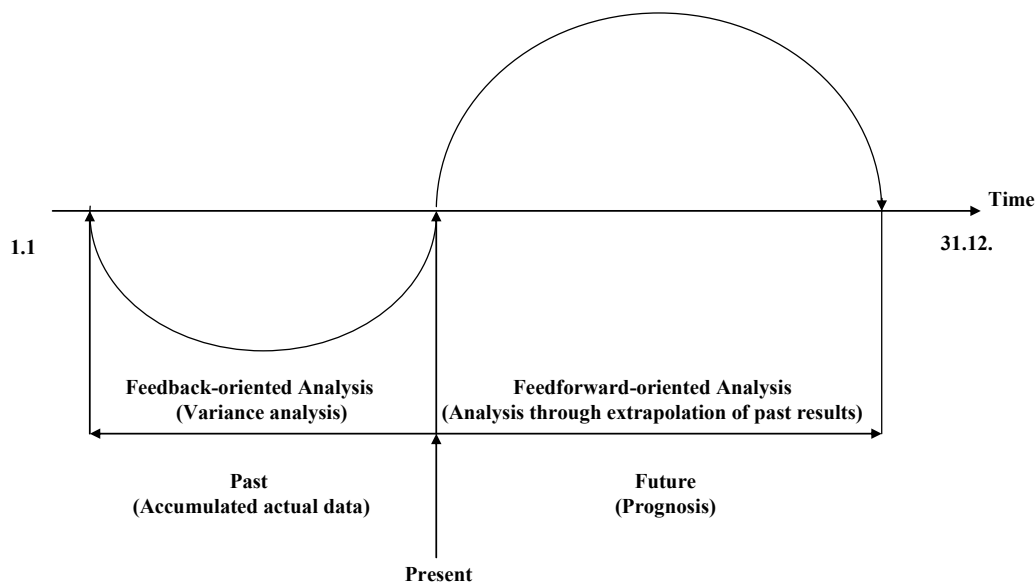 Time
1.1
31.12.
Feedback-oriented Analysis
(Variance analysis)
Feedforward-oriented Analysis
(Analysis through extrapolation of past results)
Past
(Accumulated actual data)
Future
(Prognosis)
Present